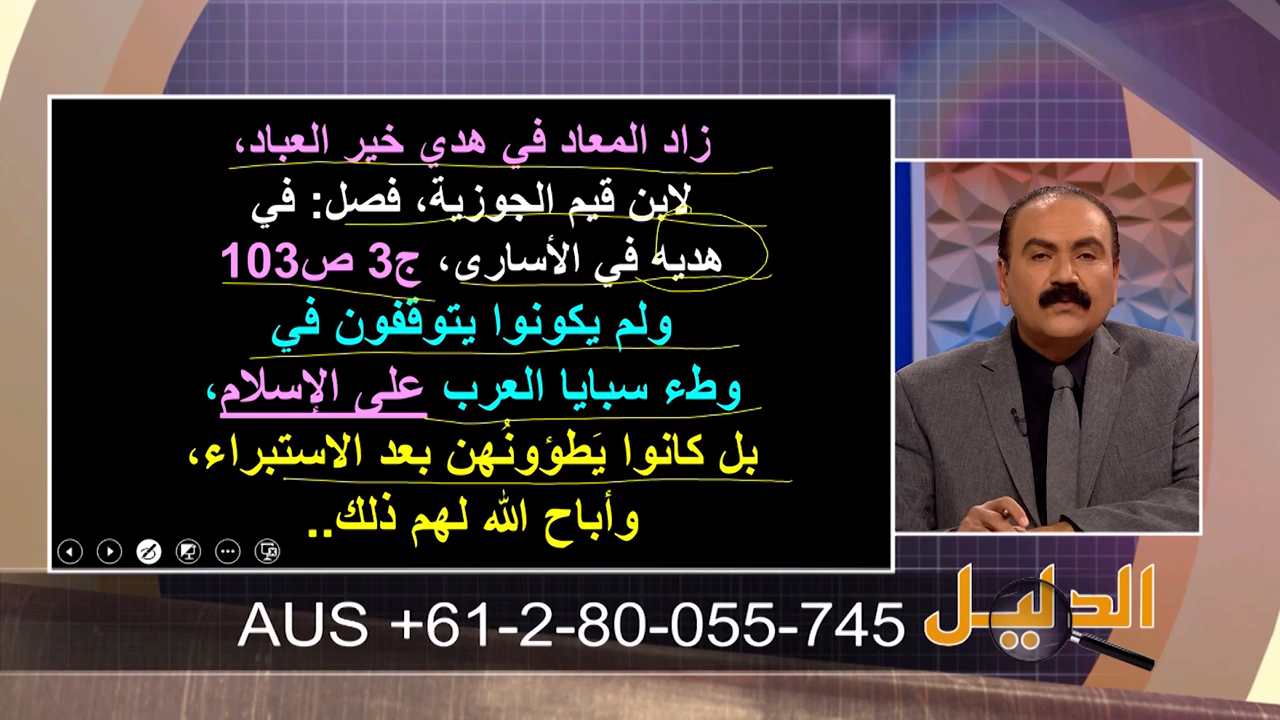 زاد المعاد في هدي خير العباد،
لابن قيم الجوزية، فصل: في
هديه في الأسارى، ج3 ص103
ولم يكونوا يتوقفون في
وطء سبايا العرب على الإسلام،
بل كانوا يَطؤونُهن بعد الاستبراء،
وأباح الله لهم ذلك..
الدليل
AUS +61-2-80-055-745